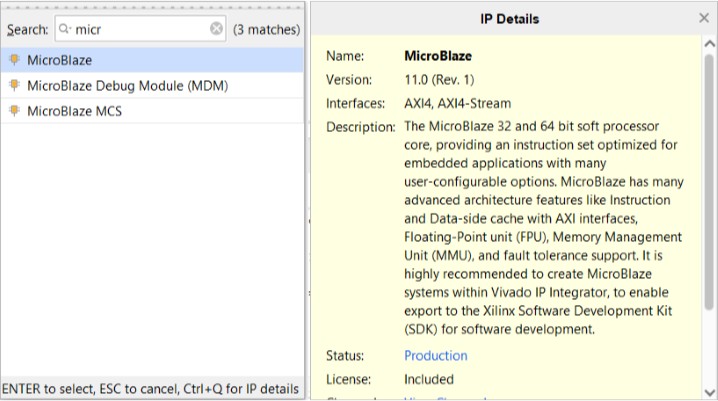 Search: micr (3 matches)
MicroBlaze
MicroBlaze Debug Module (MDM)
MicroBlaze MCS
ENTER to select, ESC to cancel, Ctrl+Q for IP details
IP Details
Name: MicroBlaze
Version: 11.0 (Rev. 1)
Interfaces: AXI4, AXI4-Stream
Description: The MicroBlaze 32 and 64 bit soft processor
core, providing an instruction set optimized for
embedded applications with many
user-configurable options. MicroBlaze has many
advanced architecture features like Instruction
and Data-side cache with AXI interfaces,
Floating-Point unit (FPU), Memory Management
Unit (MMU), and fault tolerance support. It is
highly recommended to create MicroBlaze
systems within Vivado IP Integrator, to enable
export to the Xilinx Software Development Kit
(SDK) for software development.
Status: Production
License: Included